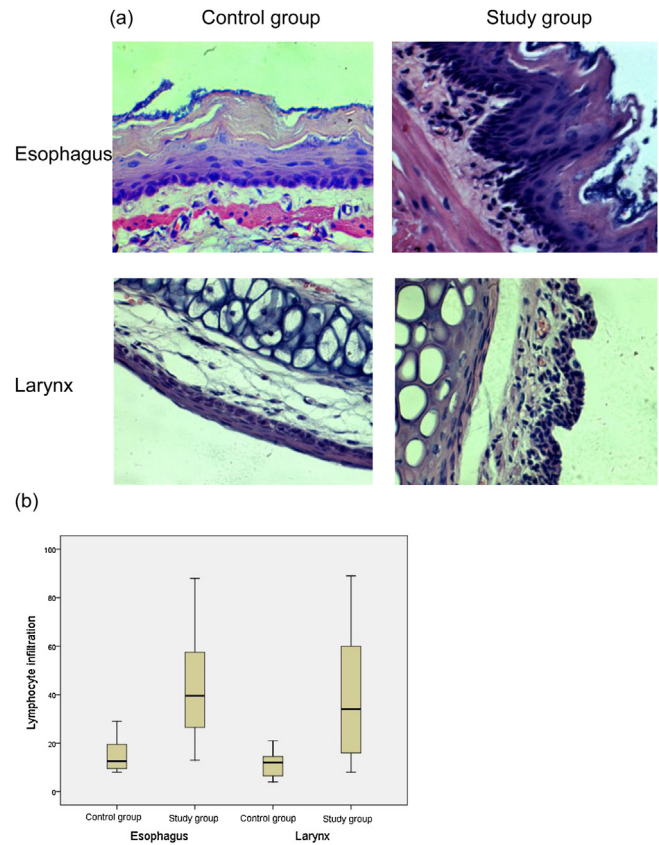 (a) Control group Study group
Esophagus
Larynx
(b)
100
80
60
40
20
0
Lymphocyte infiltration
Control group Study group Control group Study group
Esophagus Larynx